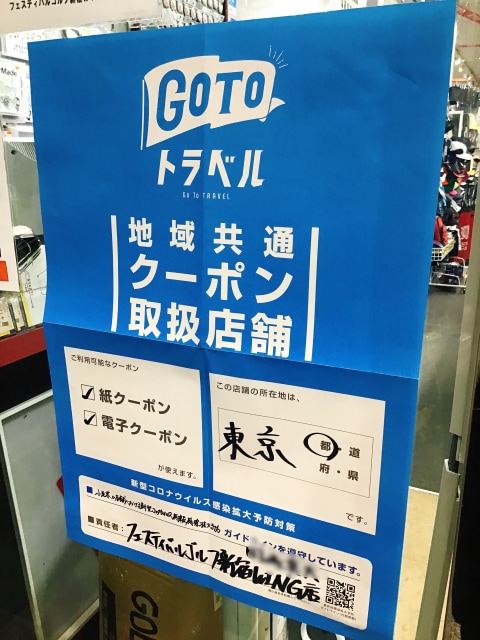 GOTO
トラベル
Go To TRAVEL
地域共通
クーポン
取扱店舗
ご利用可能なクーポン
紙クーポン
電子クーポン
が使えます。
この店舗の所在地は、
東京 都・道
府・県
です。
新型コロナウイルス感染拡大予防対策
ガイドラインを遵守しています。
■責任者: フェスティバルゴルフ新宿WING店